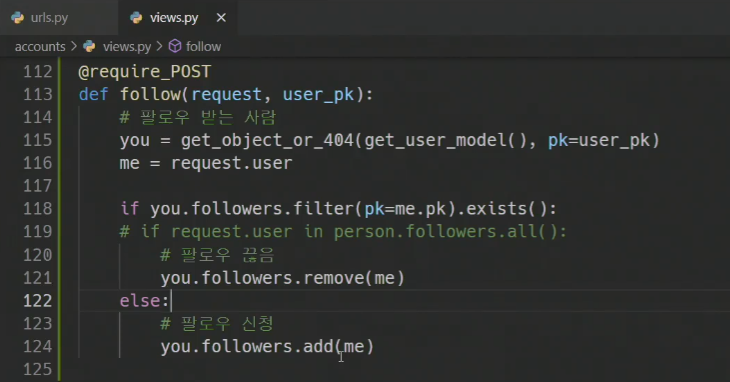 urls.py views.py ×
accounts > views.py > follow
112 @require_POST
113 def follow(request, user_pk):
114 # 팔로우 받는 사람
115 you = get_object_or_404(get_user_model(), pk=user_pk)
116 me = request.user
117
118 if you.followers.filter(pk=me.pk).exists():
119 # if request.user in person.followers.all():
120 # 팔로우 끊음
121 you.followers.remove(me)
122 else:
123 # 팔로우 신청
124 you.followers.add(me)
125